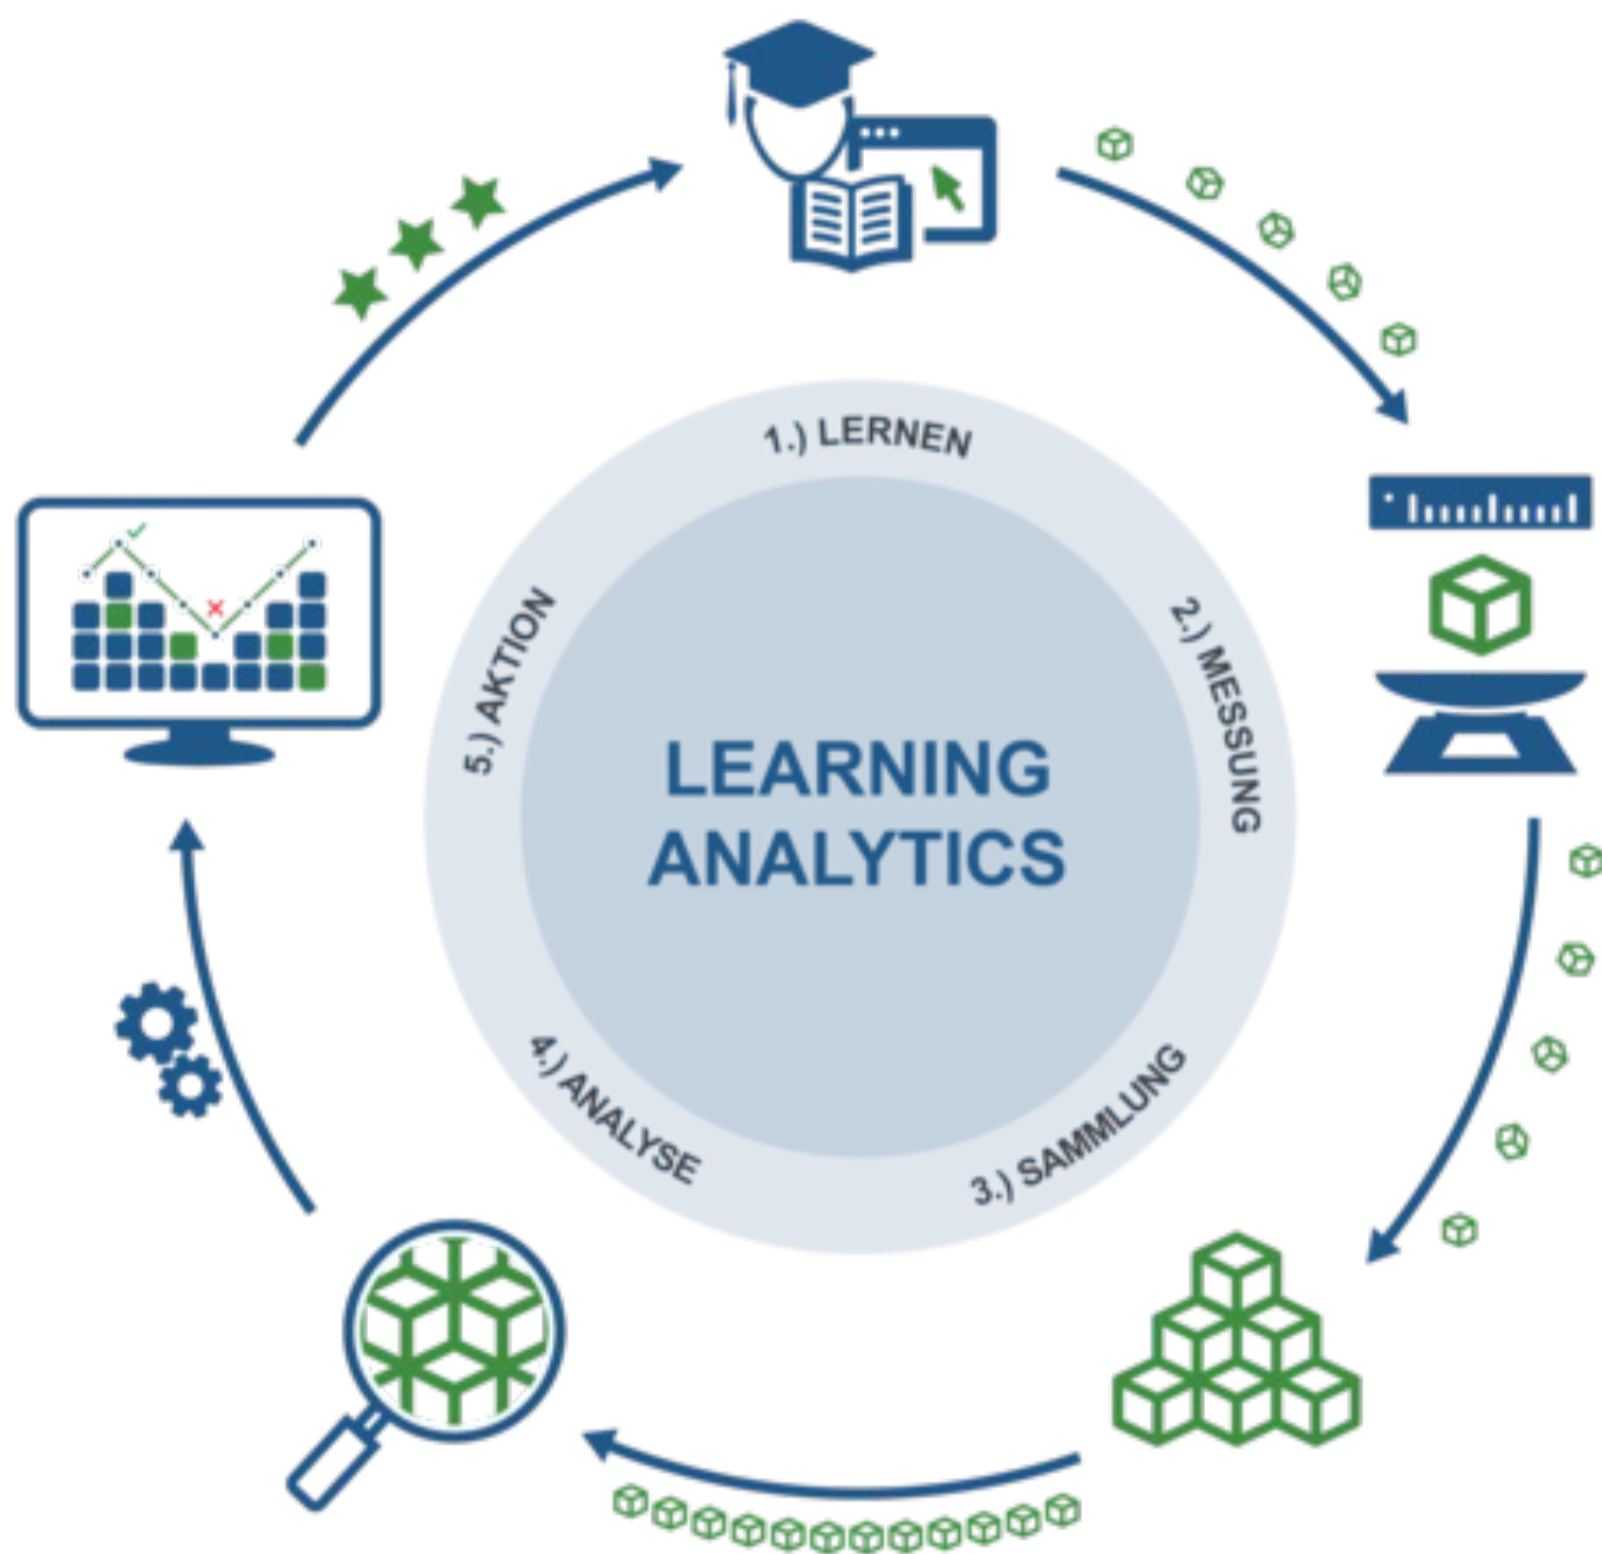 LEARNING
ANALYTICS
1.) LERNEN
2.) MESSUNG
3.) SAMMLUNG
4.) ANALYSE
5.) AKTION